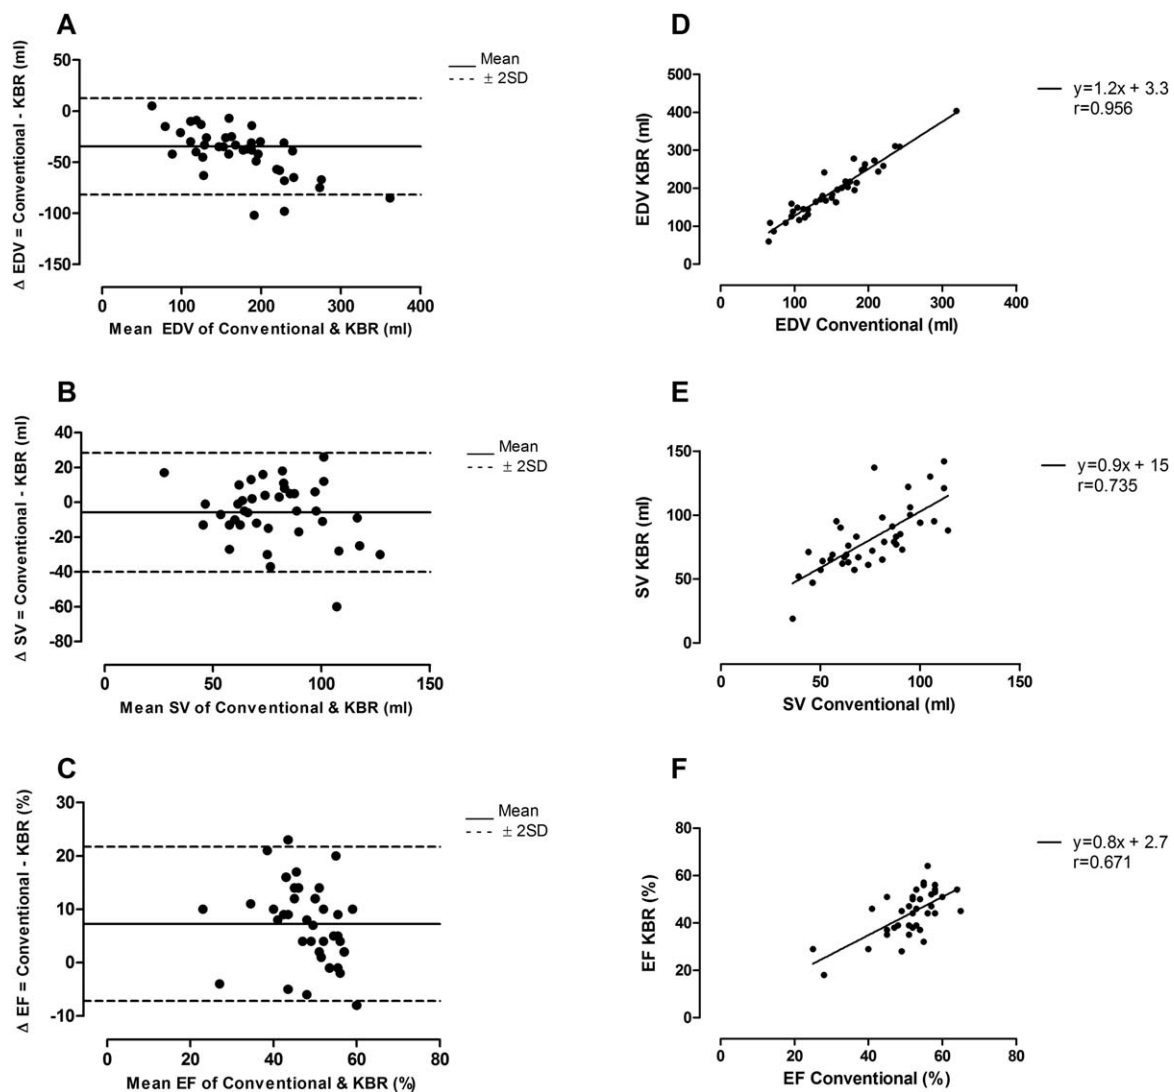 A
Δ EDV = Conventional - KBR (ml)
50
0
-50
-100
-150
0 100 200 300 400
Mean EDV of Conventional & KBR (ml)
Mean
± 2SD
D
EDV KBR (ml)
500
400
300
200
100
0
0 100 200 300 400
EDV Conventional (ml)
y=1.2x + 3.3
r=0.956
B
Δ SV = Conventional - KBR (ml)
40
20
0
-20
-40
-60
-80
0 50 100 150
Mean SV of Conventional & KBR (ml)
Mean
± 2SD
E
SV KBR (ml)
150
100
50
0
0 50 100 150
SV Conventional (ml)
y=0.9x + 15
r=0.735
C
Δ EF = Conventional - KBR (%)
30
20
10
0
-10
0 20 40 60 80
Mean EF of Conventional & KBR (%)
Mean
± 2SD
F
EF KBR (%)
80
60
40
20
0
0 20 40 60 80
EF Conventional (%)
y=0.8x + 2.7
r=0.671